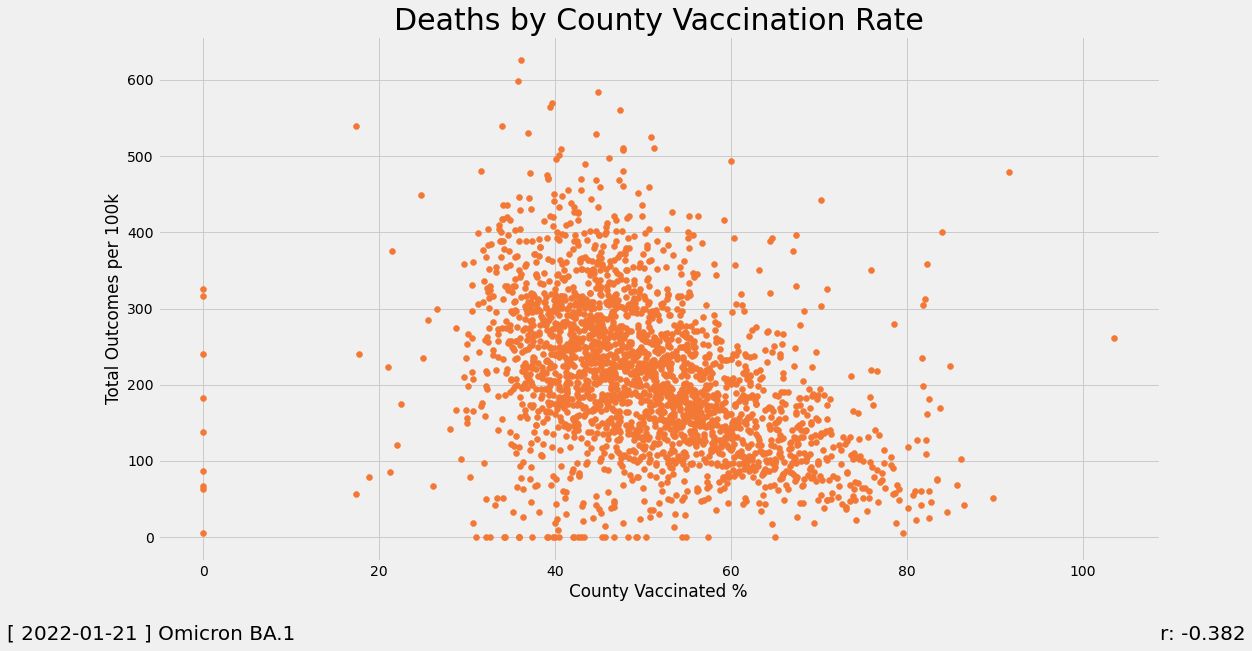 Deaths by County Vaccination Rate
Total Outcomes per 100k
600
500
400
300
200
100
0
0 20 40 60 80 100
County Vaccinated %
[ 2022-01-21 ] Omicron BA.1 r: -0.382